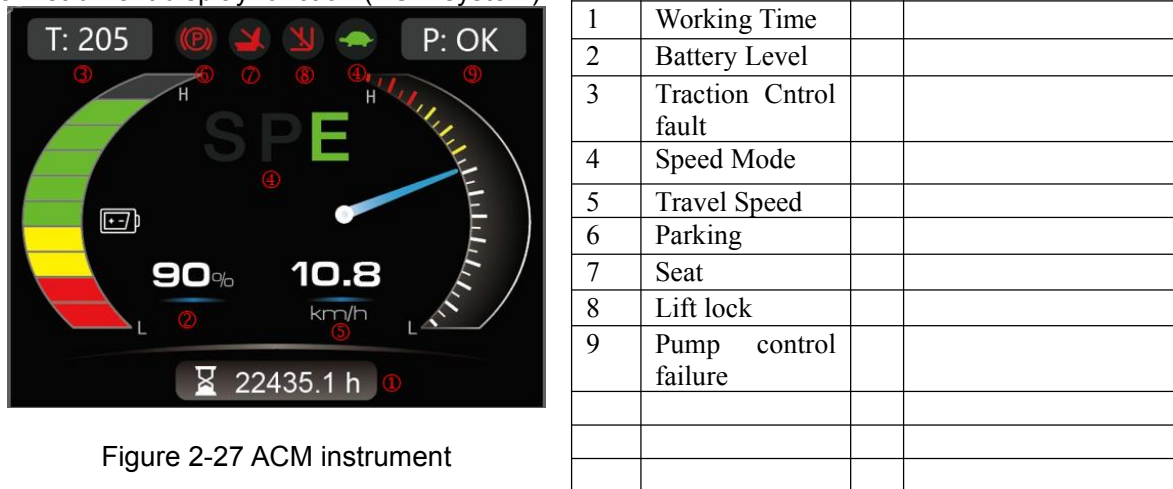 T: 205
P: OK
③
⑥
⑦
⑧
④
⑨
H
H
SPE
④
90%
10.8
km/h
②
⑤
L
L
22435.1 h ①
Figure 2-27 ACM instrument
1 Working Time
2 Battery Level
3 Traction Cntrol
fault
4 Speed Mode
5 Travel Speed
6 Parking
7 Seat
8 Lift lock
9 Pump control
failure